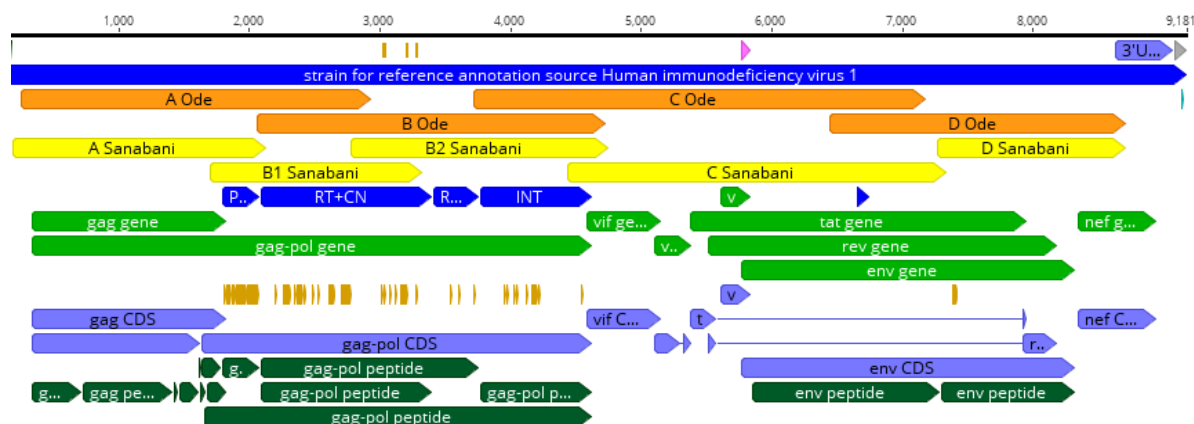 1,000 2,000 3,000 4,000 5,000 6,000 7,000 8,000 9,181
3'U...
strain for reference annotation source Human immunodeficiency virus 1
A Ode C Ode
B Ode D Ode
A Sanabani B2 Sanabani D Sanabani
B1 Sanabani C Sanabani
P.. RT+CN R... INT v
gag gene vif ge... tat gene nef g...
gag-pol gene v.. rev gene
env gene
v
gag CDS vif C... t nef C...
gag-pol CDS r..
g. gag-pol peptide env CDS
g... gag pe... gag-pol peptide gag-pol p... env peptide env peptide
gag-pol peptide